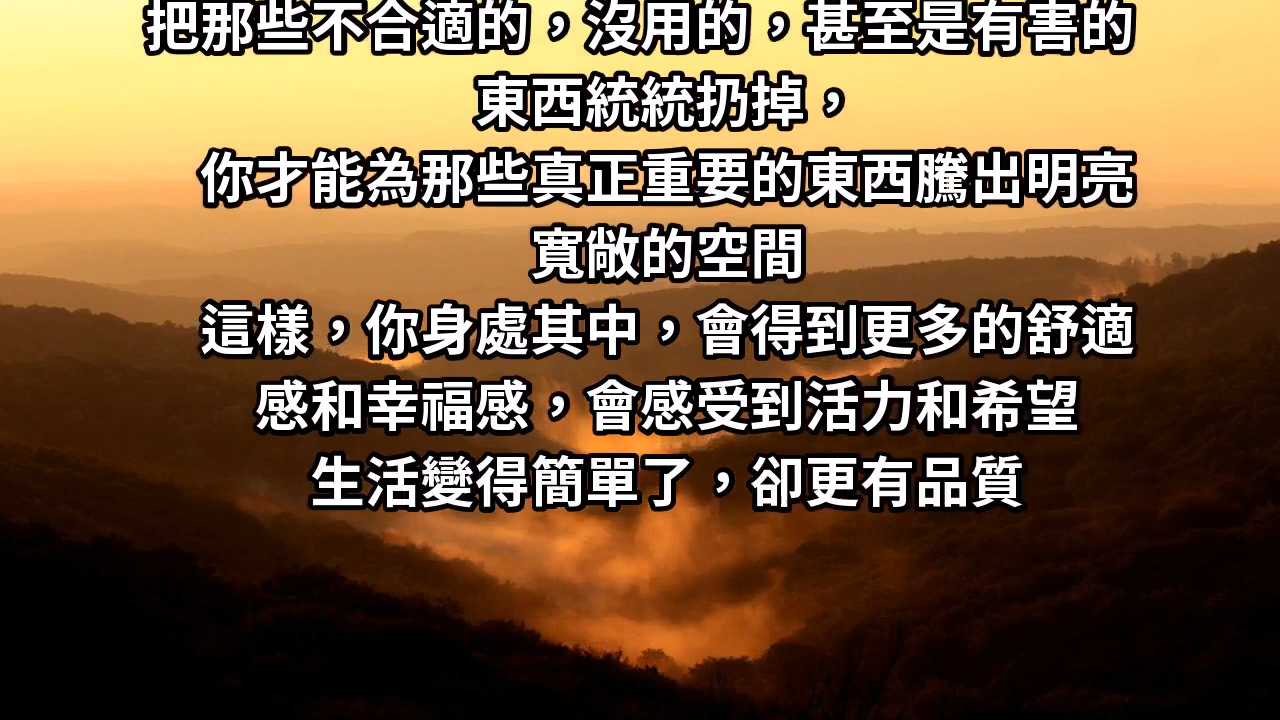 把那些不合適的，沒用的，甚至是有害的
東西統統扔掉，
你才能為那些真正重要的東西騰出明亮
寬敞的空間
這樣，你身處其中，會得到更多的舒適
感和幸福感，會感受到活力和希望
生活變得簡單了，卻更有品質